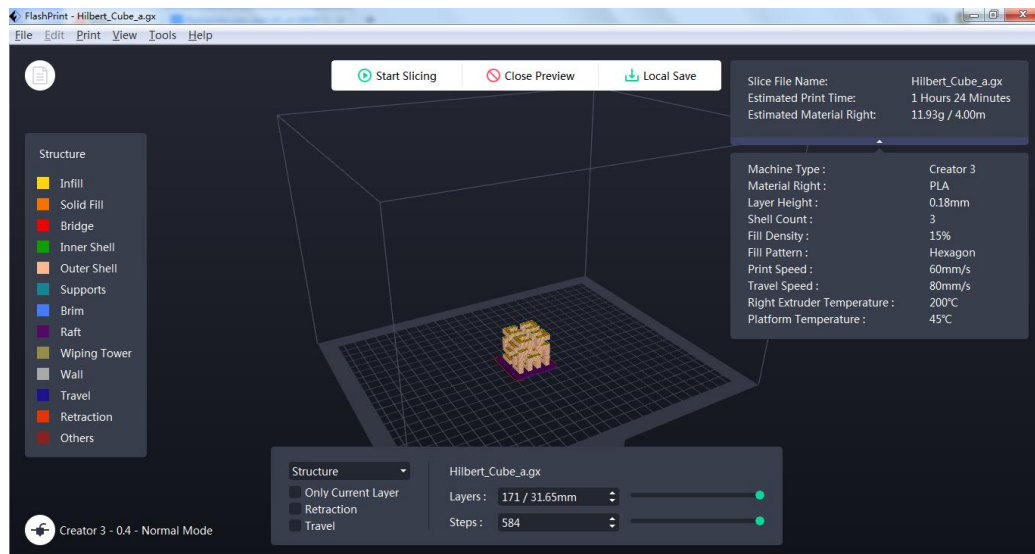 FlashPrint - Hilbert_Cube_a.gx
File Edit Print View Tools Help
Start Slicing Close Preview Local Save
Slice File Name: Hilbert_Cube_a.gx
Estimated Print Time: 1 Hours 24 Minutes
Estimated Material Right: 11.93g / 4.00m
Machine Type : Creator 3
Material Right : PLA
Layer Height : 0.18mm
Shell Count : 3
Fill Density : 15%
Fill Pattern : Hexagon
Print Speed : 60mm/s
Travel Speed : 80mm/s
Right Extruder Temperature : 200℃
Platform Temperature : 45℃
Structure
Infill
Solid Fill
Bridge
Inner Shell
Outer Shell
Supports
Brim
Raft
Wiping Tower
Wall
Travel
Retraction
Others
Structure
Only Current Layer
Retraction
Travel
Hilbert_Cube_a.gx
Layers : 171 / 31.65mm
Steps : 584
Creator 3 - 0.4 - Normal Mode